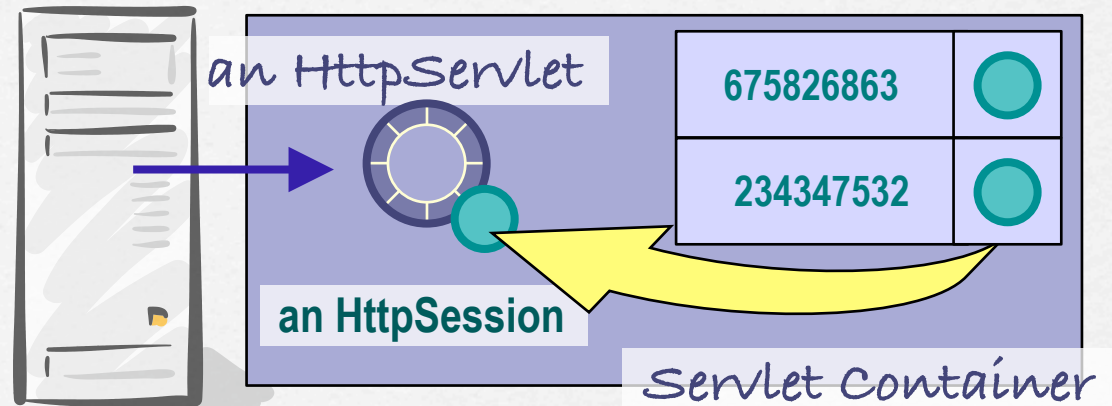 an HttpServlet
675826863
234347532
an HttpSession
Servlet Container